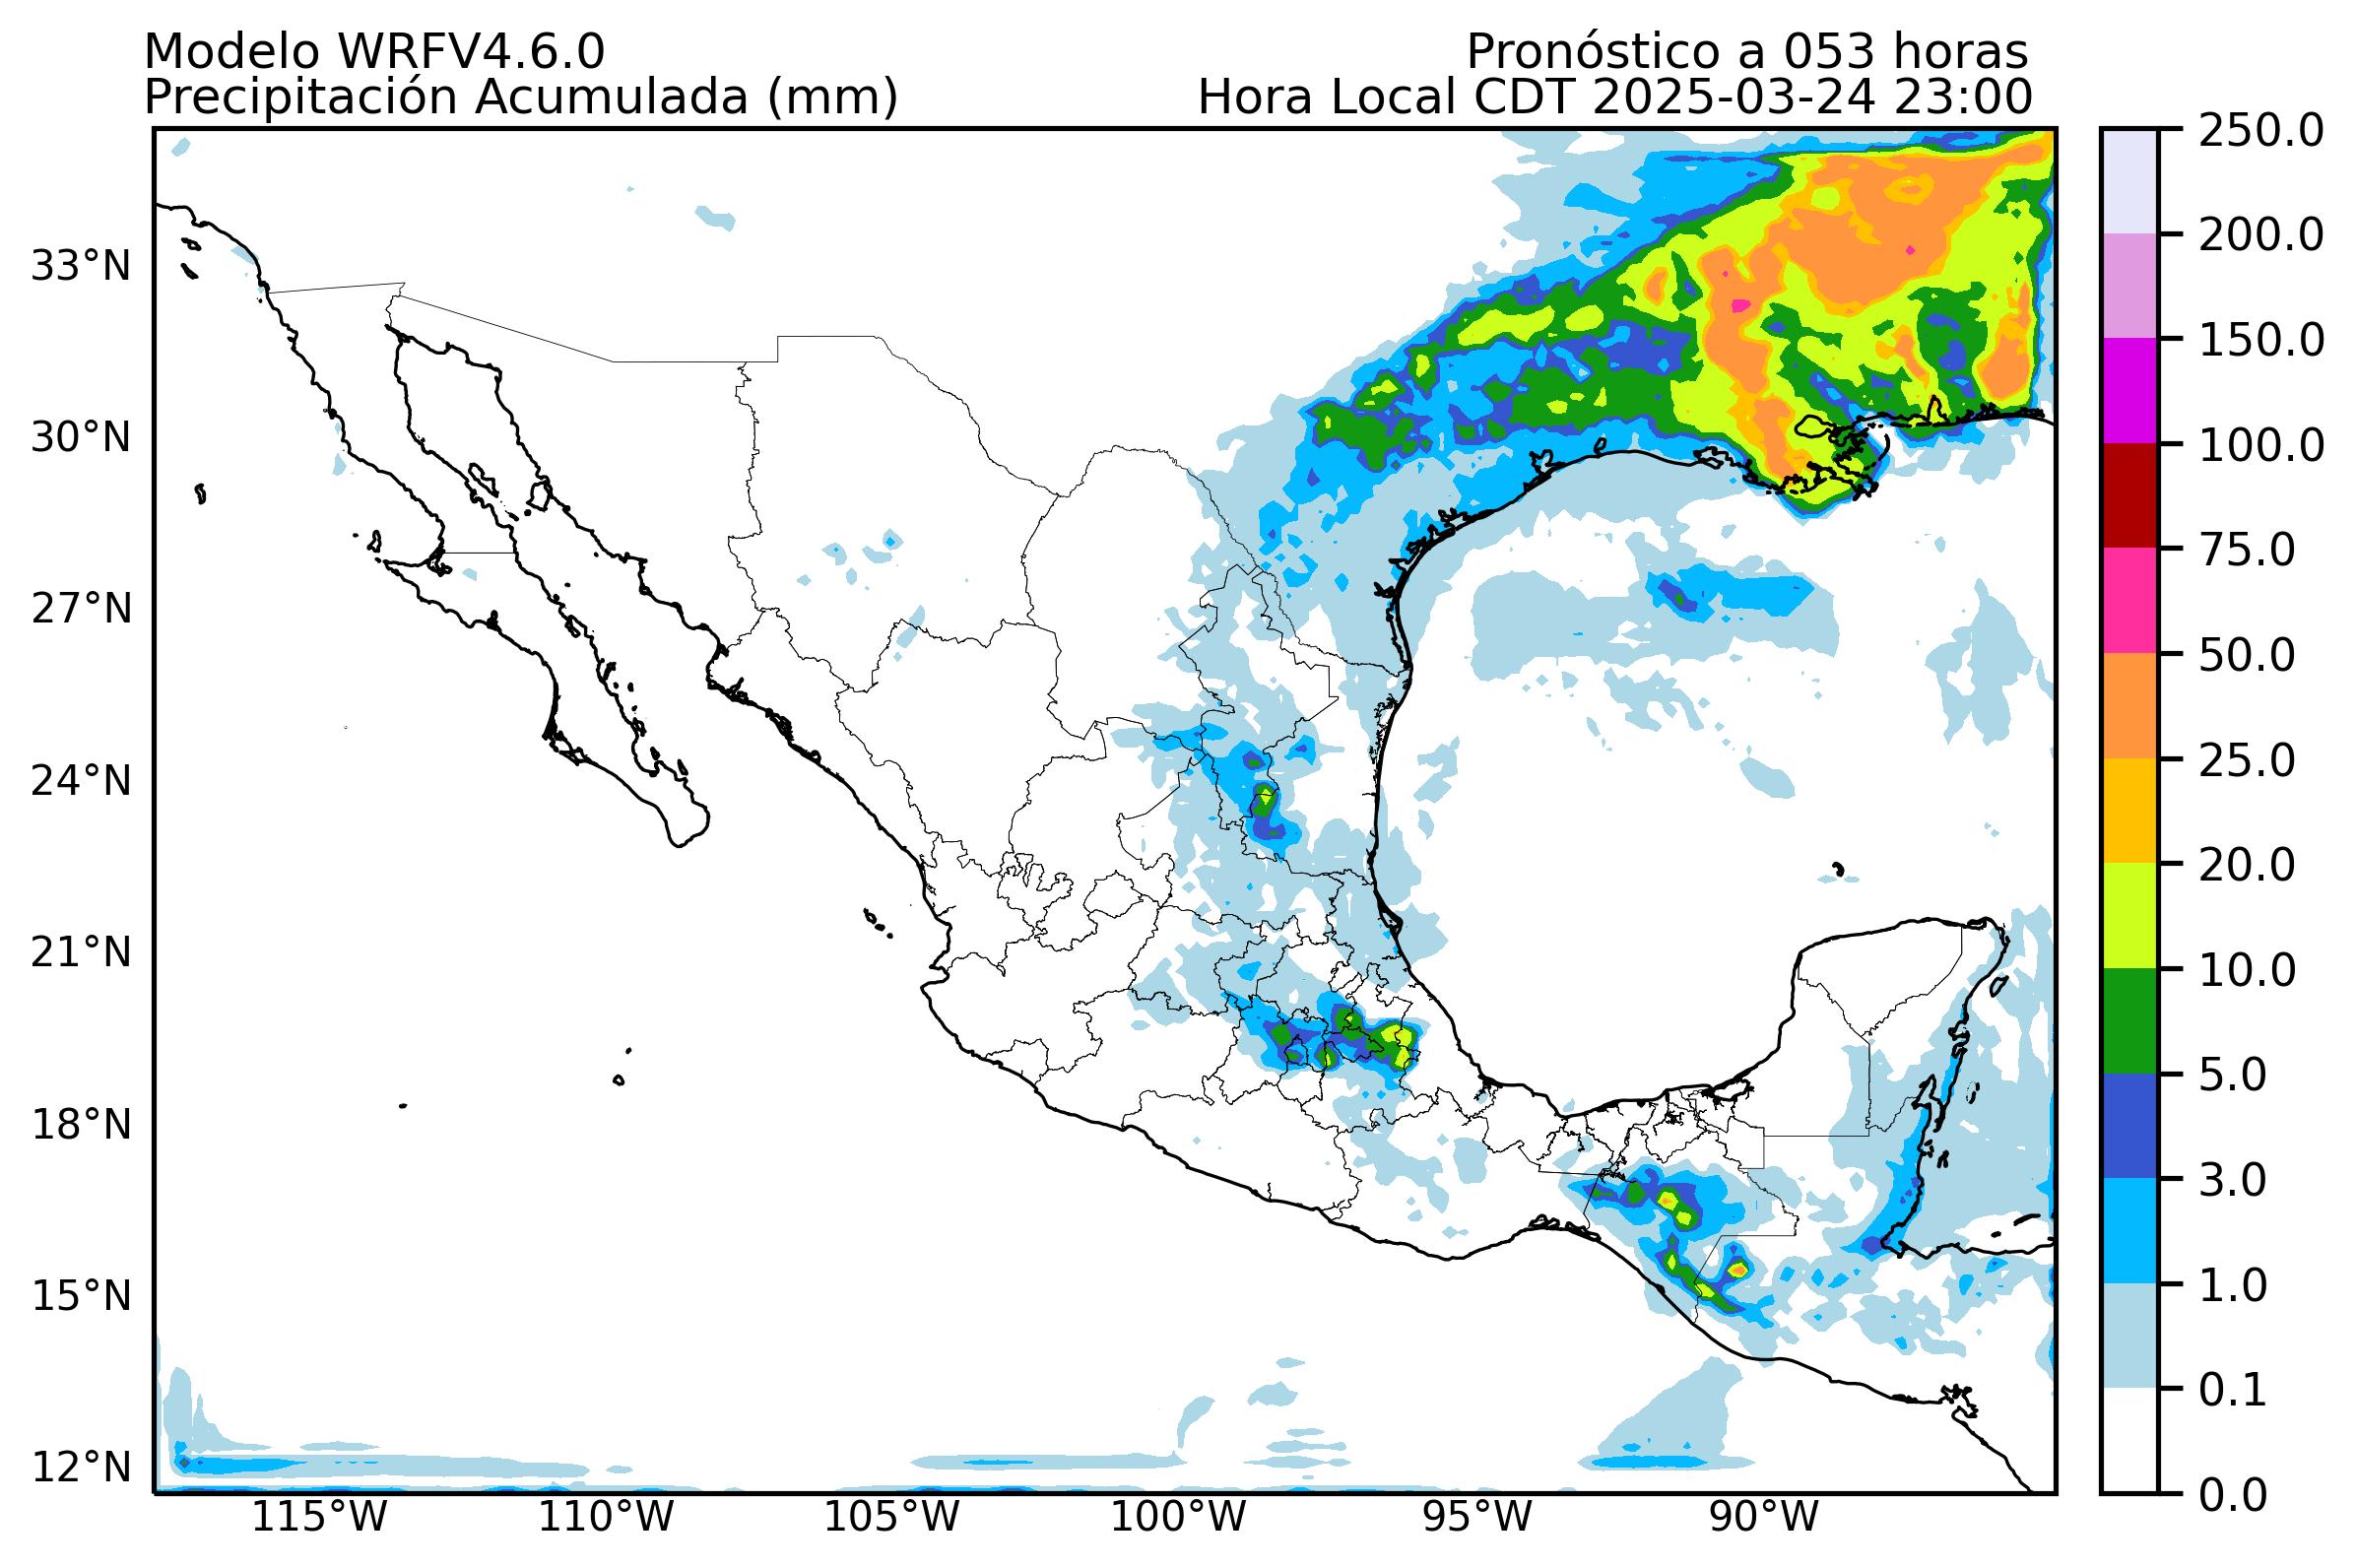 Modelo WRFV4.6.0
Pronóstico a 053 horas
Precipitación Acumulada (mm)
Hora Local CDT 2025-03-24 23:00
250.0
200.0
150.0
100.0
75.0
50.0
25.0
20.0
10.0
5.0
3.0
1.0
0.1
0.0
33°N
30°N
27°N
24°N
21°N
18°N
15°N
12°N
115°W
110°W
105°W
100°W
95°W
90°W